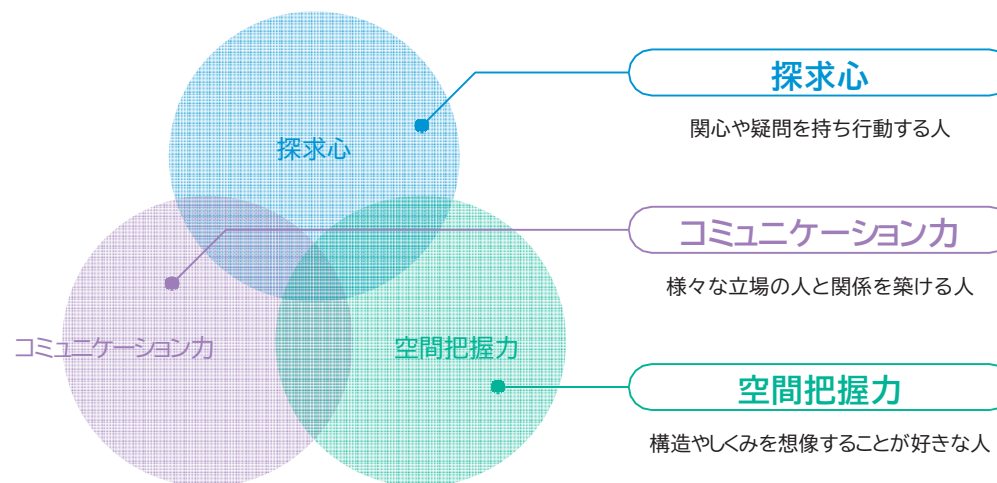 探求心
コミュニケーション力
空間把握力
探求心
関心や疑問を持ち行動する人
コミュニケーション力
様々な立場の人と関係を築ける人
空間把握力
構造やしくみを想像することが好きな人